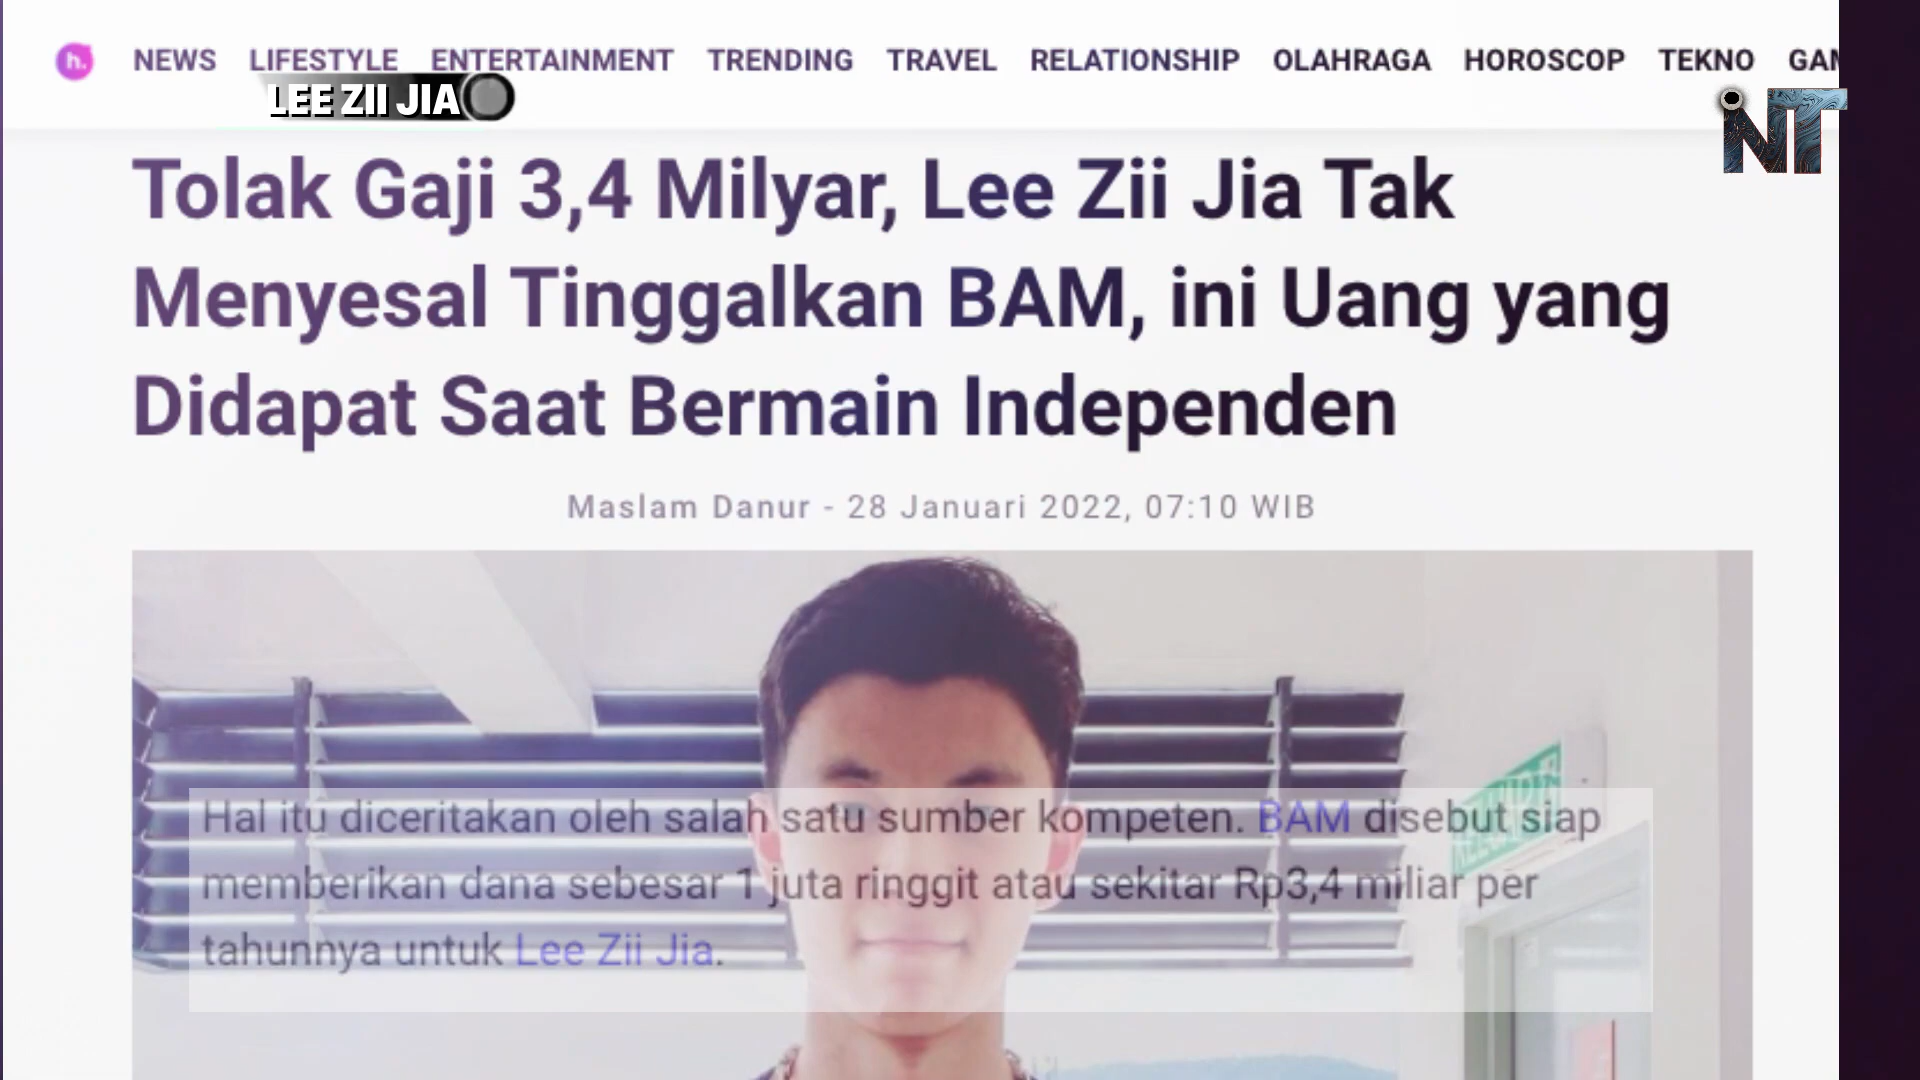 h.
NEWS LIFESTYLE ENTERTAINMENT TRENDING TRAVEL RELATIONSHIP OLAHRAGA HOROSCOP TEKNO GAM
LEE ZII JIA
NT
Tolak Gaji 3,4 Milyar, Lee Zii Jia Tak
Menyesal Tinggalkan BAM, ini Uang yang
Didapat Saat Bermain Independen
Maslam Danur - 28 Januari 2022, 07:10 WIB
Hal itu diceritakan oleh salah satu sumber kompeten. BAM disebut siap
memberikan dana sebesar 1 juta ringgit atau sekitar Rp3,4 miliar per
tahunnya untuk Lee Zii Jia.